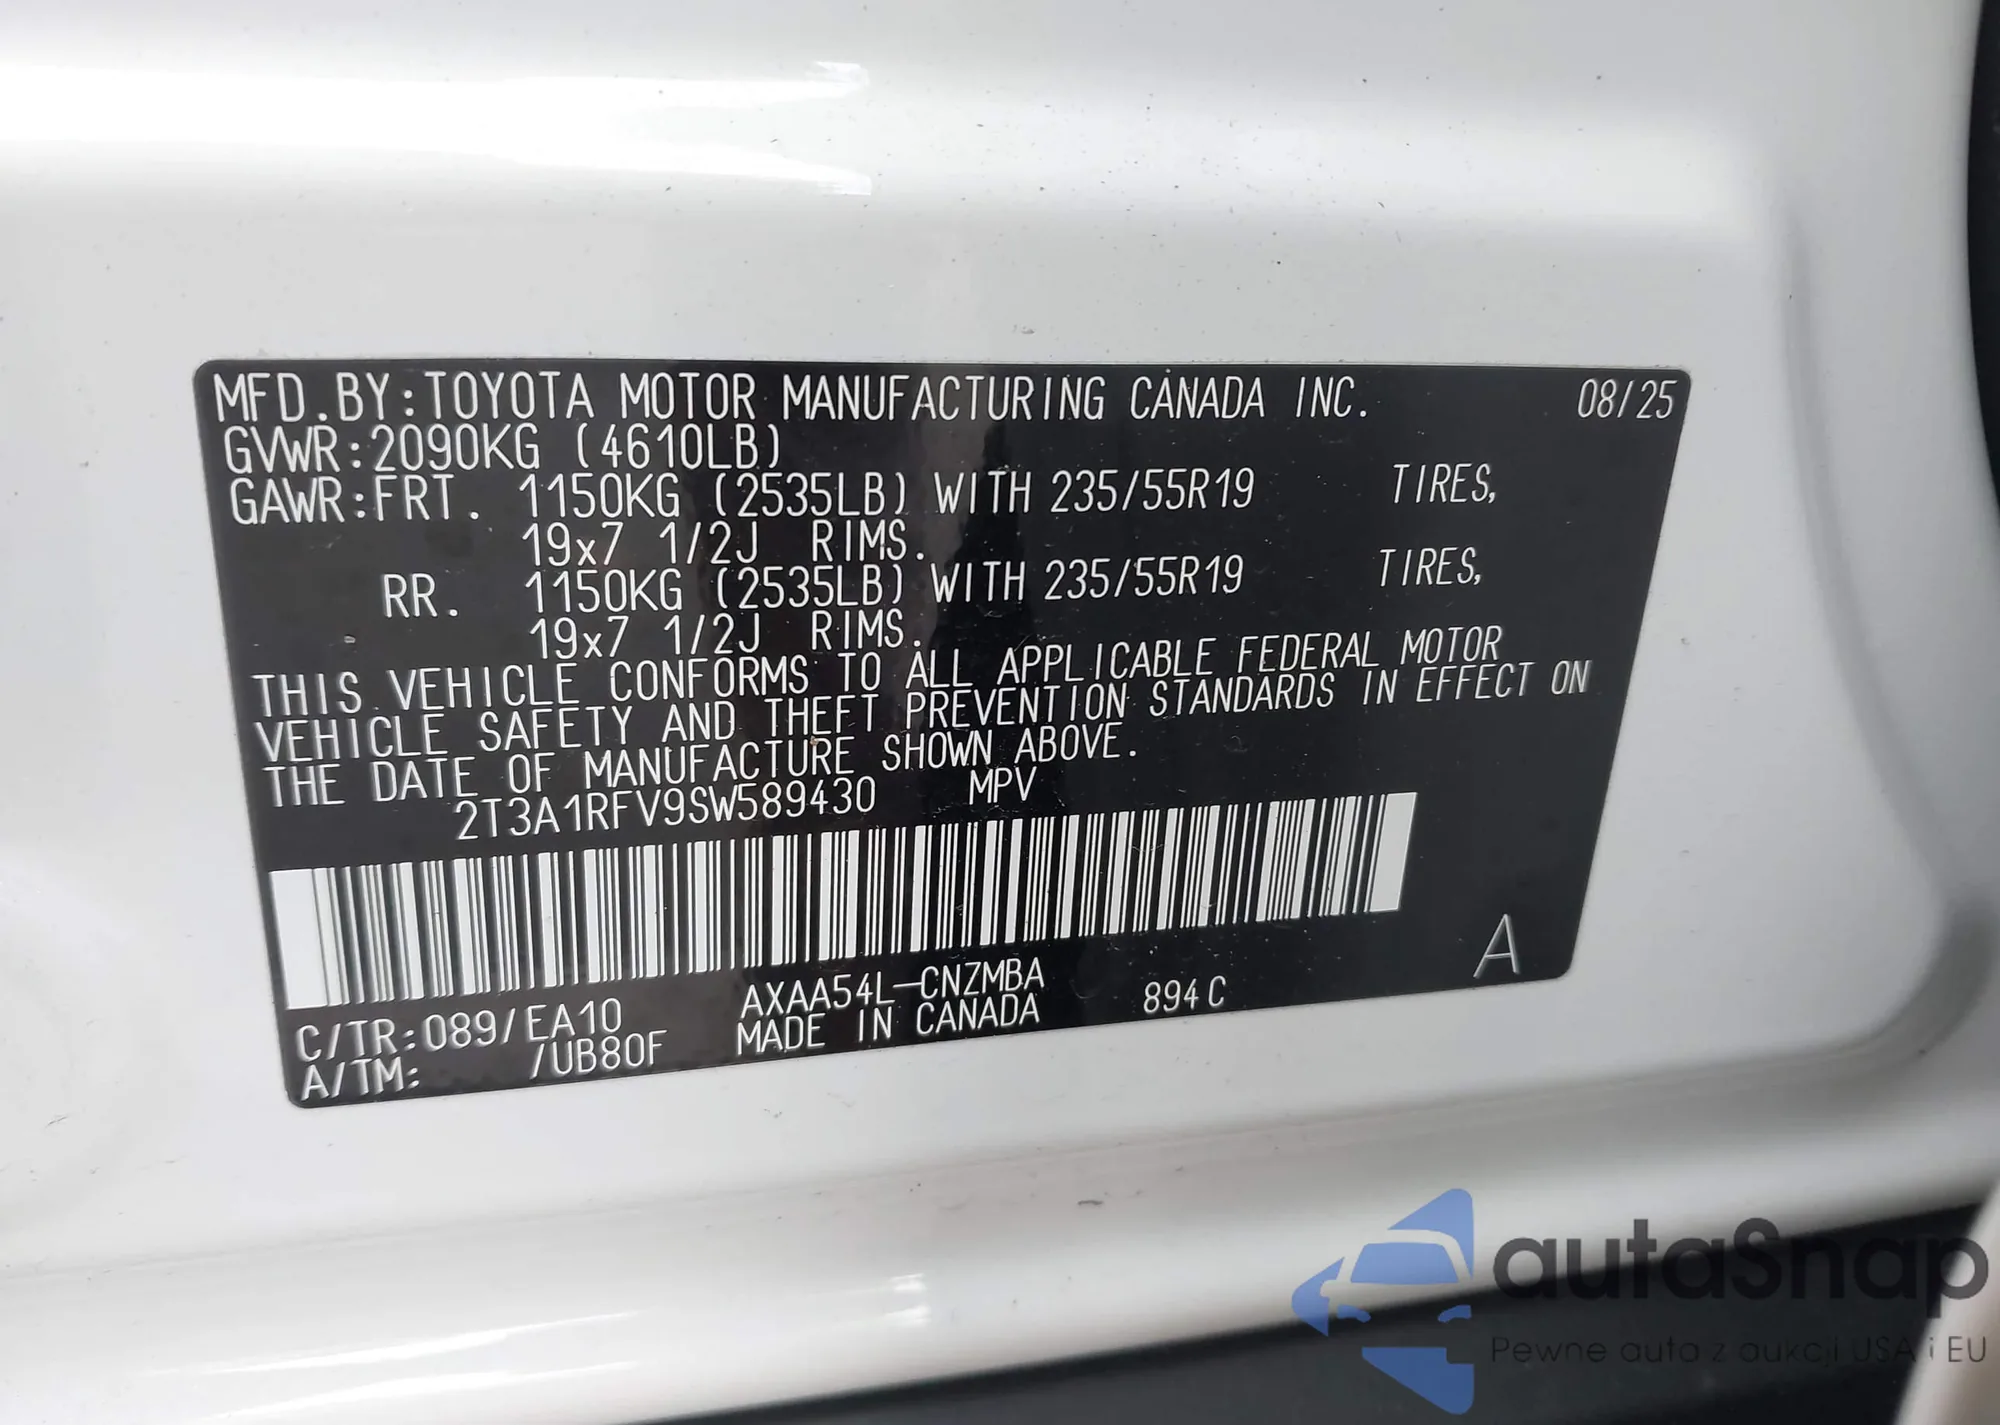 MFD.BY:TOYOTA MOTOR MANUFACTURING CANADA INC. 08/25
GVWR:2090KG (4610LB)
GAWR:FRT. 1150KG (2535LB) WITH 235/55R19 TIRES,
19x7 1/2J RIMS.
RR. 1150KG (2535LB) WITH 235/55R19 TIRES,
19x7 1/2J RIMS.
THIS VEHICLE CONFORMS TO ALL APPLICABLE FEDERAL MOTOR
VEHICLE SAFETY AND THEFT PREVENTION STANDARDS IN EFFECT ON
THE DATE OF MANUFACTURE SHOWN ABOVE.
2T3A1RFV9SW589430 MPV
A
C/TR:089/EA10 AXAA54L-CNZMBA 894C
A/TM: /UB80F MADE IN CANADA
autaSnap
Pewne auta z aukcji USA i EU